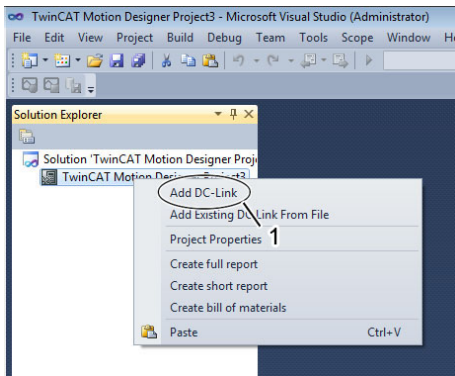 TwinCAT Motion Designer Project3 - Microsoft Visual Studio (Administrator)
File Edit View Project Build Debug Team Tools Scope Window
Solution Explorer
Solution 'TwinCAT Motion Designer Proj
TwinCAT Motion Designer Project3
Add DC-Link
Add Existing DC Link From File
Project Properties 1
Create full report
Create short report
Create bill of materials
Paste Ctrl+V